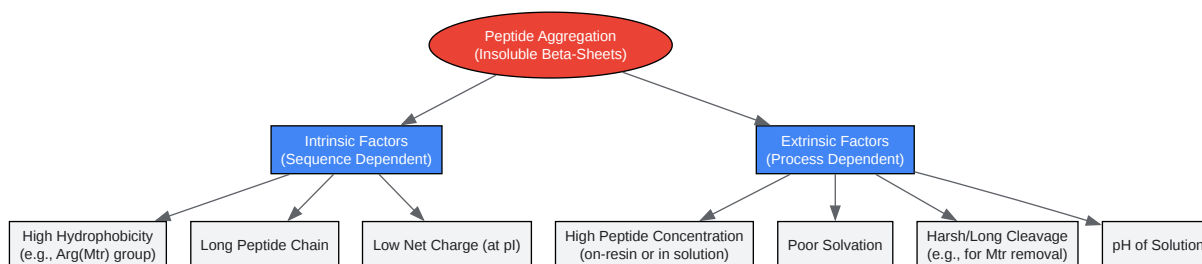 Peptide Aggregation
(Insoluble Beta-Sheets)
Intrinsic Factors
(Sequence Dependent)
Extrinsic Factors
(Process Dependent)
High Hydrophobicity
(e.g., Arg(Mtr) group)
Long Peptide Chain
Low Net Charge (at pI)
High Peptide Concentration
(on-resin or in solution)
Poor Solvation
Harsh/Long Cleavage
(e.g., for Mtr removal)
pH of Solution